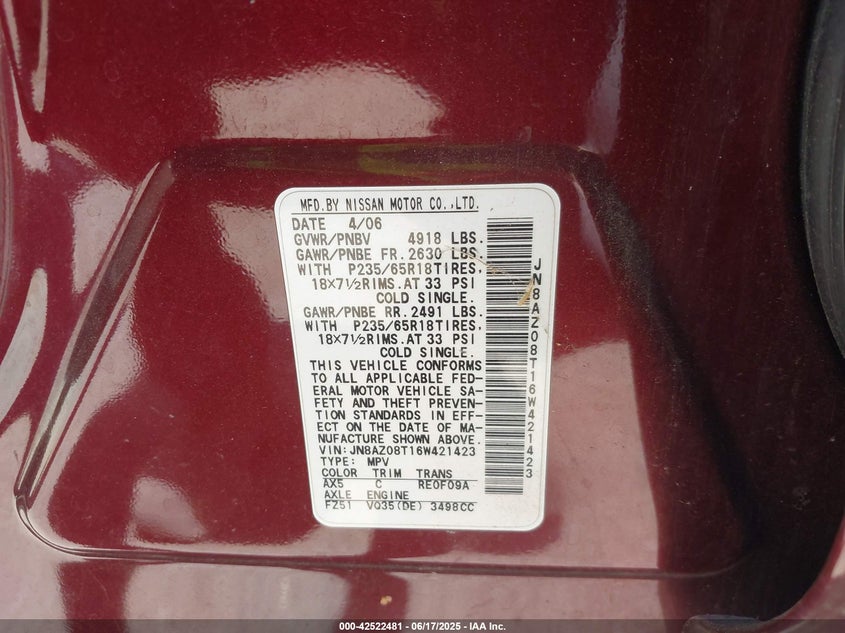 MFD.BY NISSAN MOTOR CO.,LTD.
DATE 4/06
GVWR/PNBV 4918 LBS.
GAWR/PNBE FR.2630 LBS.
WITH P235/65R18TIRES,
18×7½RIMS.AT 33 PSI
COLD SINGLE.
GAWR/PNBE RR.2491 LBS.
WITH P235/65R18TIRES,
18×7½RIMS.AT 33 PSI
COLD SINGLE.
THIS VEHICLE CONFORMS
TO ALL APPLICABLE FED-
ERAL MOTOR VEHICLE SA-
FETY AND THEFT PREVEN-
TION STANDARDS IN EFF-
ECT ON THE DATE OF MA-
NUFACTURE SHOWN ABOVE.
VIN:JN8AZ08T16W421423
TYPE: MPV
COLOR TRIM TRANS
AX5 C RE0F09A
AXLE ENGINE
FZ51 VQ35(DE) 3498CC
JN8AZ08T16W421423
000-42522481 - 06/17/2025 - IAA Inc.